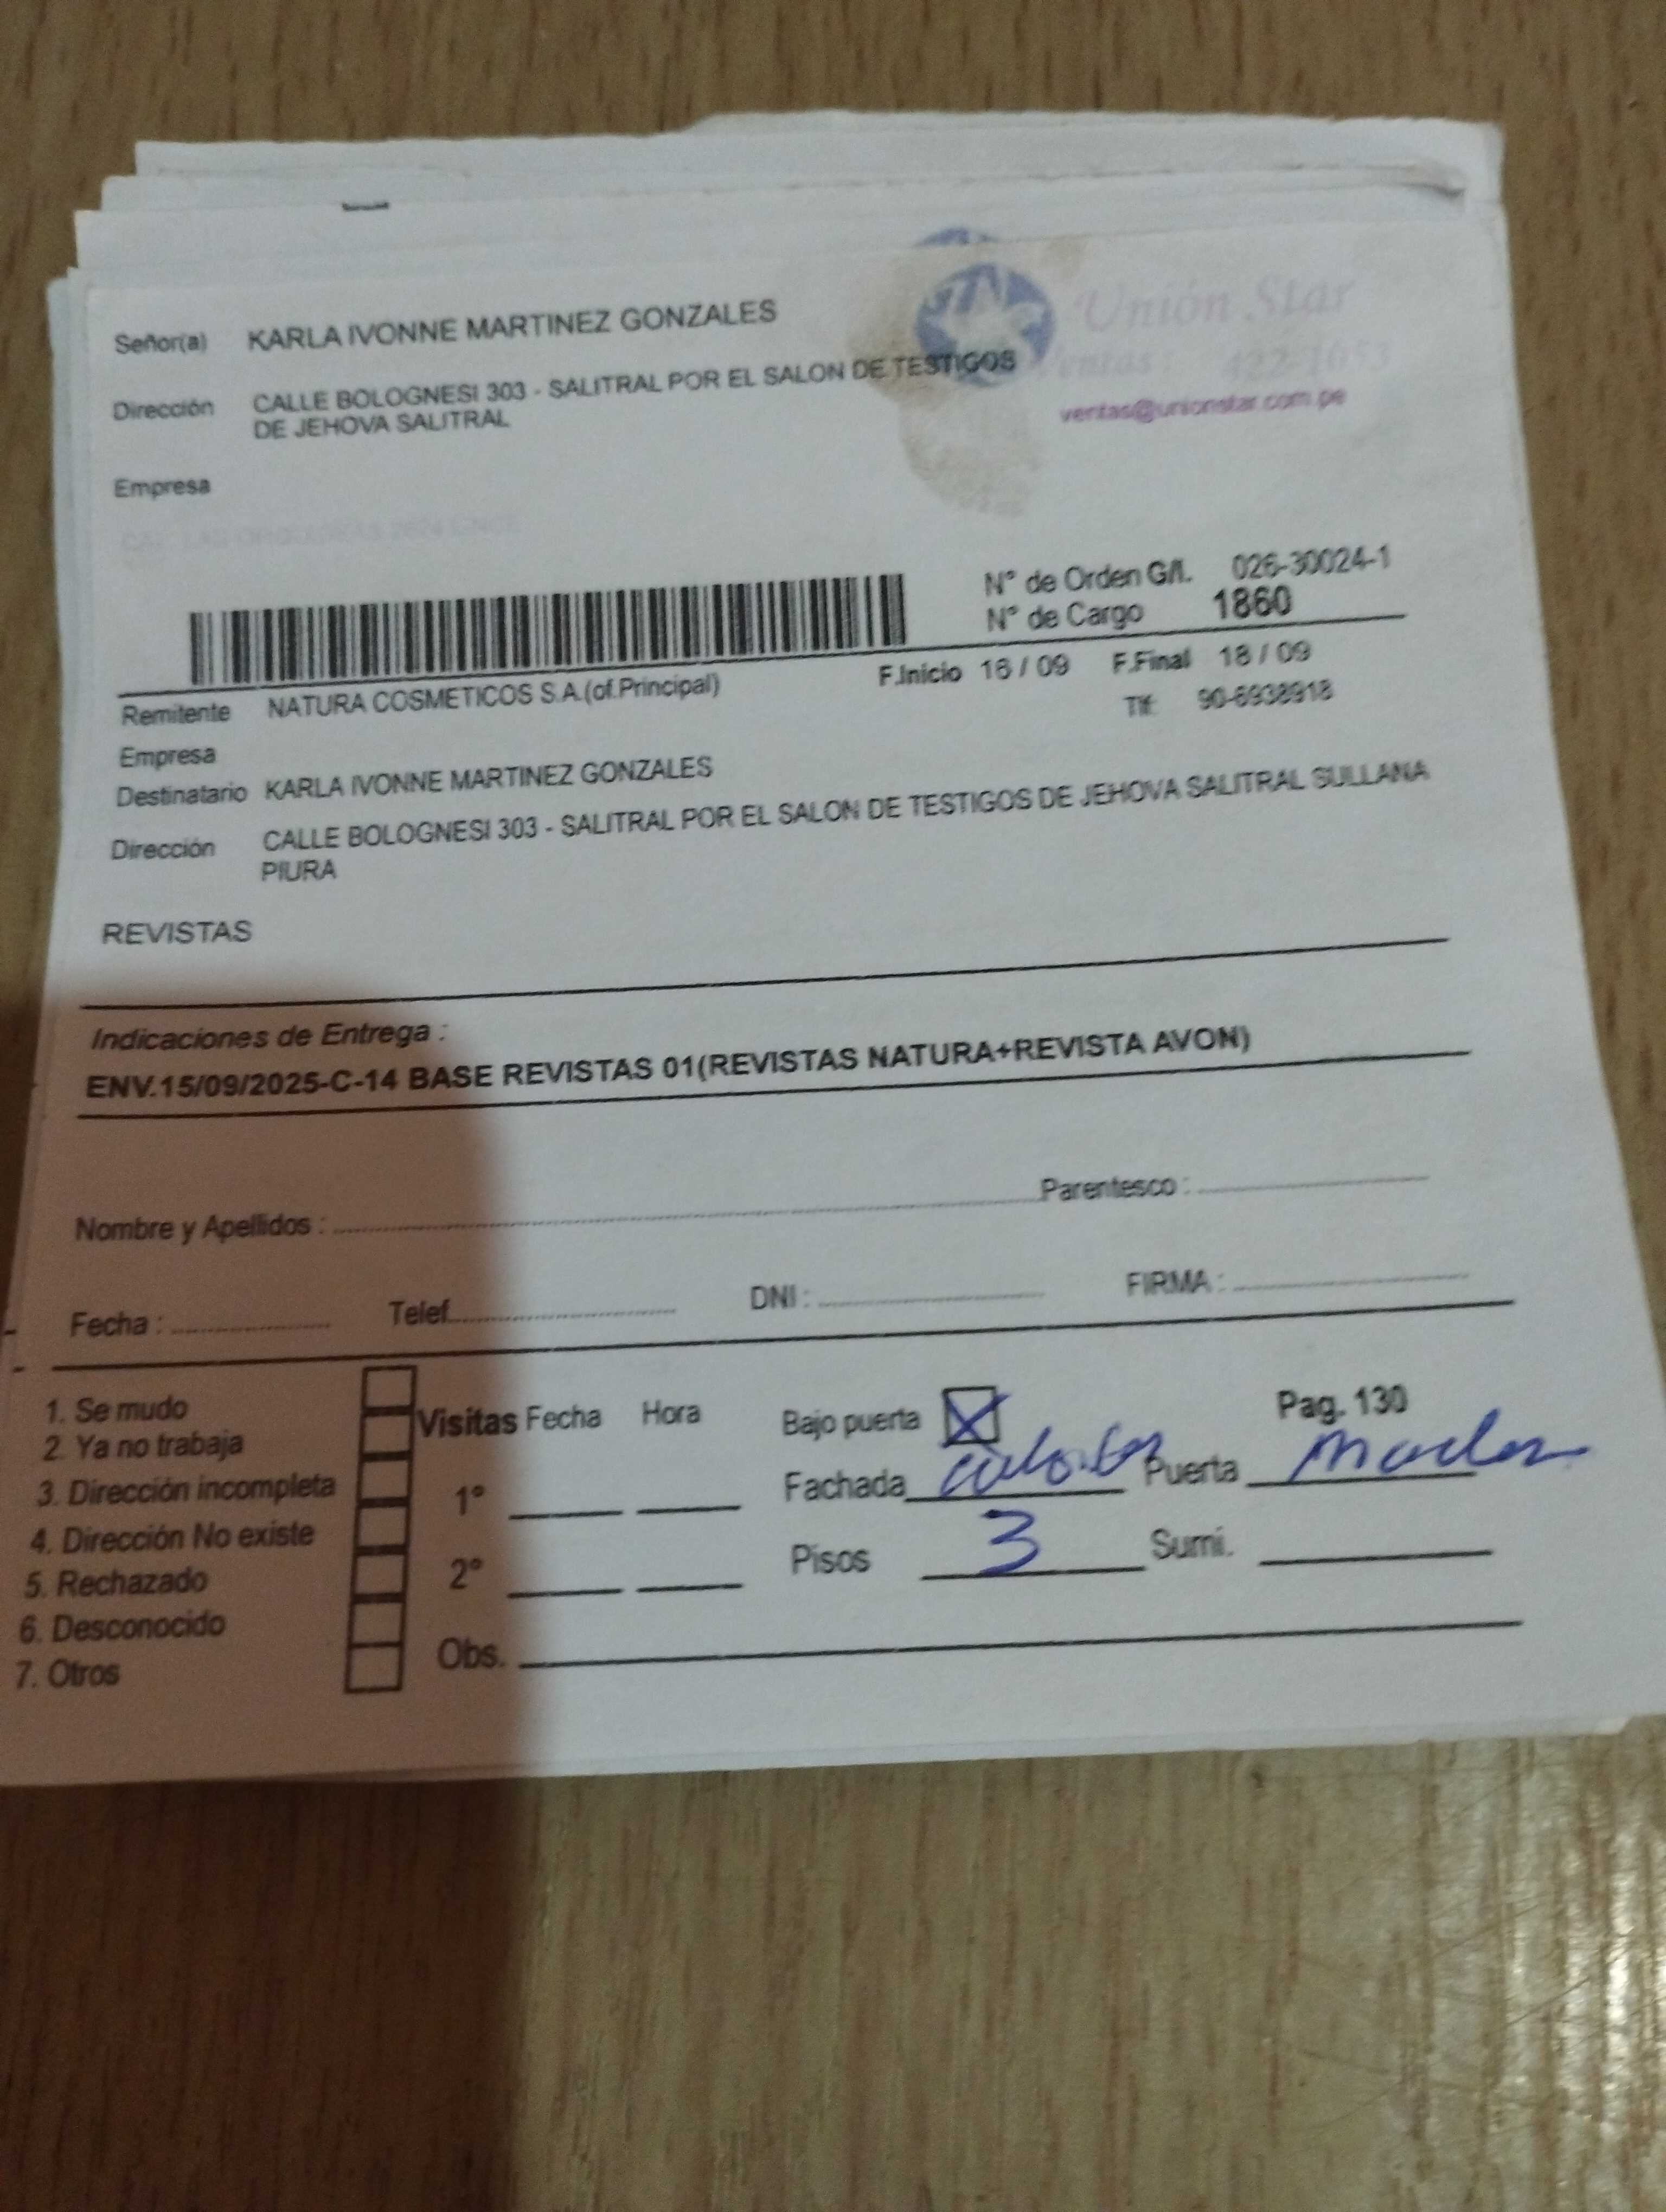 Señor(a) KARLA IVONNE MARTINEZ GONZALES
Unión Star
Dirección CALLE BOLOGNESI 303 - SALITRAL POR EL SALON DE TESTIGOS
DE JEHOVA SALITRAL
ventas@unionstar.com.pe
Empresa
N° de Orden G/I. 026-30024-1
N° de Cargo 1860
F.Inicio 16 / 09 F.Final 18 / 09
Remitente NATURA COSMETICOS S.A.(of.Principal)
Tlf: 90-6938918
Empresa
Destinatario KARLA IVONNE MARTINEZ GONZALES
Dirección CALLE BOLOGNESI 303 - SALITRAL POR EL SALON DE TESTIGOS DE JEHOVA SALITRAL SULLANA
PIURA
REVISTAS
Indicaciones de Entrega :
ENV.15/09/2025-C-14 BASE REVISTAS 01(REVISTAS NATURA+REVISTA AVON)
Nombre y Apellidos : Parentesco :
Fecha : Telef. DNI : FIRMA :
1. Se mudo
2. Ya no trabaja
3. Dirección incompleta
4. Dirección No existe
5. Rechazado
6. Desconocido
7. Otros
Visitas Fecha Hora
1°
2°
Obs.
Bajo puerta X Pag. 130
Fachada Puerta
Pisos 3 Sumi.